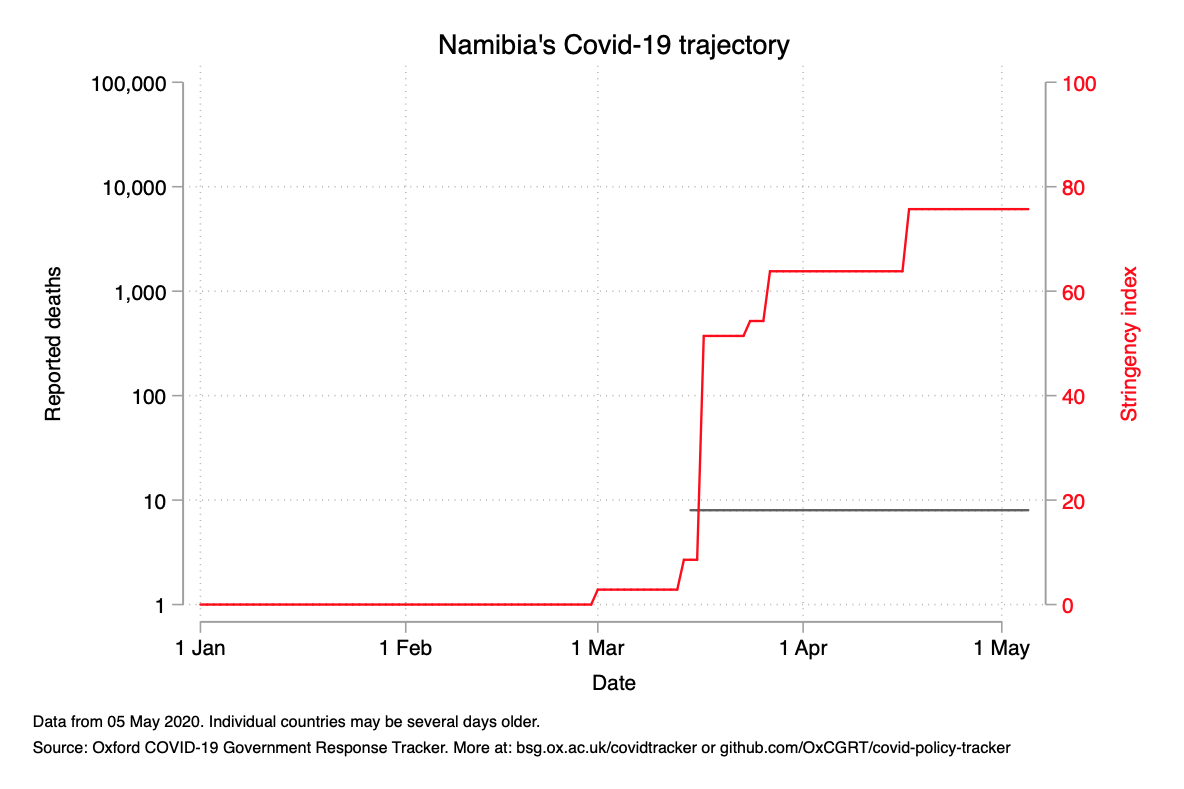 Namibia's Covid-19 trajectory
100,000
10,000
1,000
100
10
1
Reported deaths
100
80
60
40
20
0
Stringency index
1 Jan 1 Feb 1 Mar 1 Apr 1 May
Date
Data from 05 May 2020. Individual countries may be several days older.
Source: Oxford COVID-19 Government Response Tracker. More at: bsg.ox.ac.uk/covidtracker or github.com/OxCGRT/covid-policy-tracker